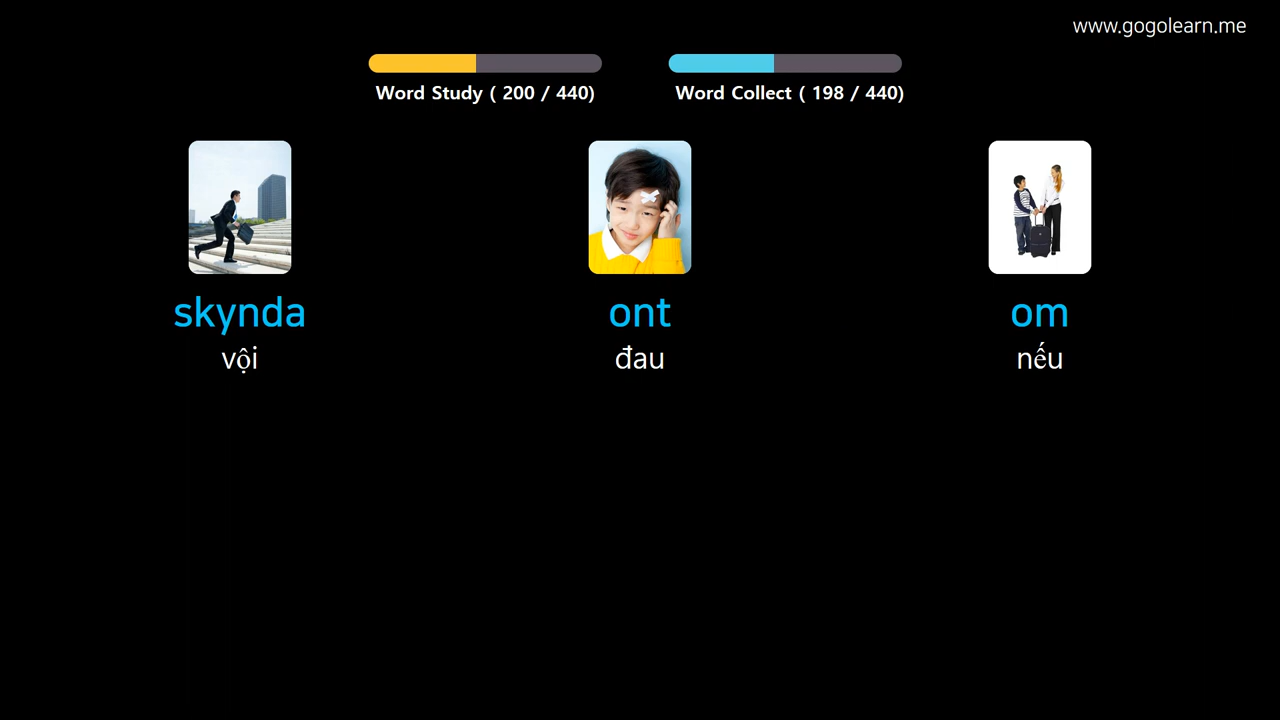 www.gogolearn.me
Word Study ( 200 / 440)
Word Collect ( 198 / 440)
skynda
vội
ont
đau
om
nếu